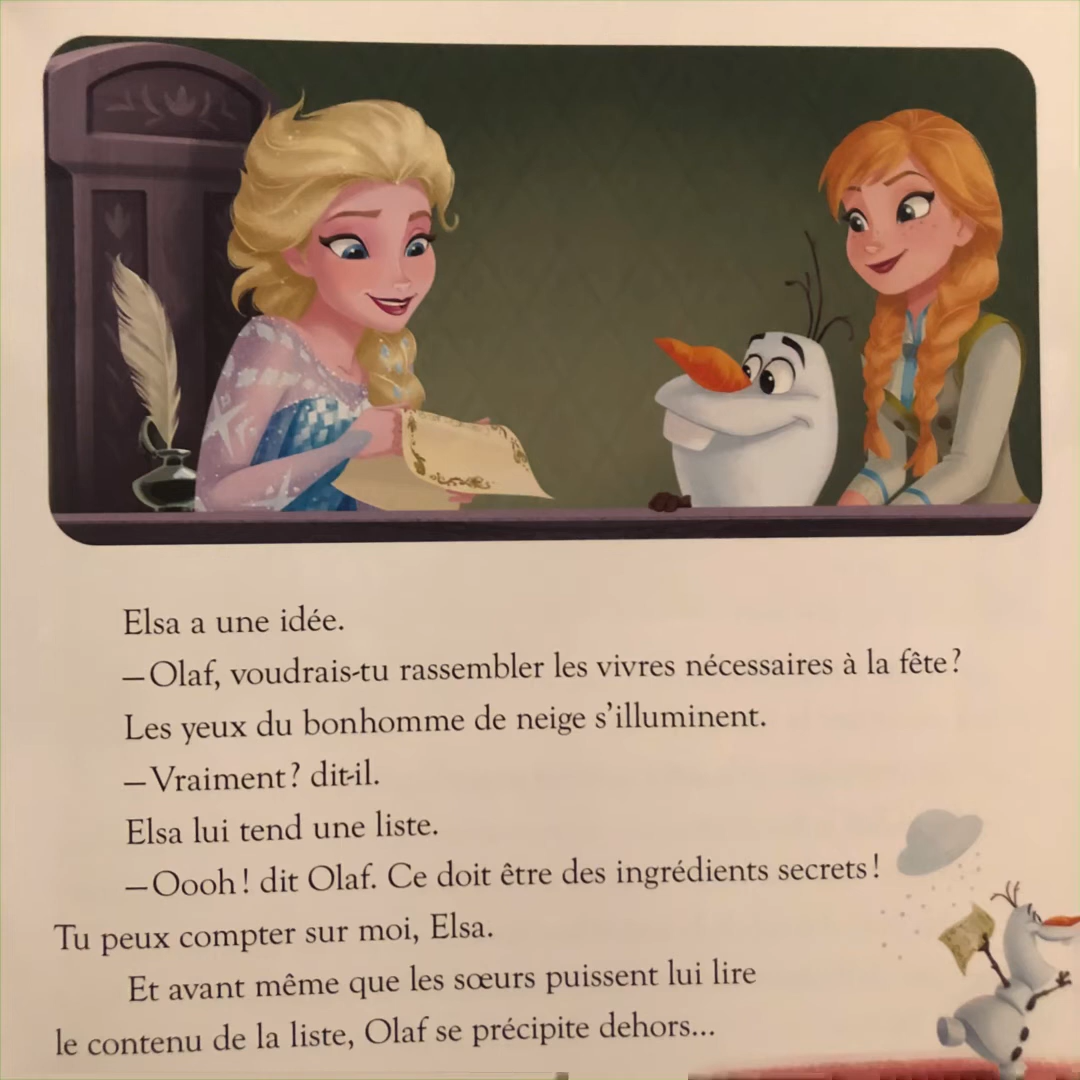 Elsa a une idée.
— Olaf, voudrais-tu rassembler les vivres nécessaires à la fête ?
Les yeux du bonhomme de neige s'illuminent.
— Vraiment ? dit-il.
Elsa lui tend une liste.
— Oooh ! dit Olaf. Ce doit être des ingrédients secrets !
Tu peux compter sur moi, Elsa.
Et avant même que les sœurs puissent lui lire
le contenu de la liste, Olaf se précipite dehors...